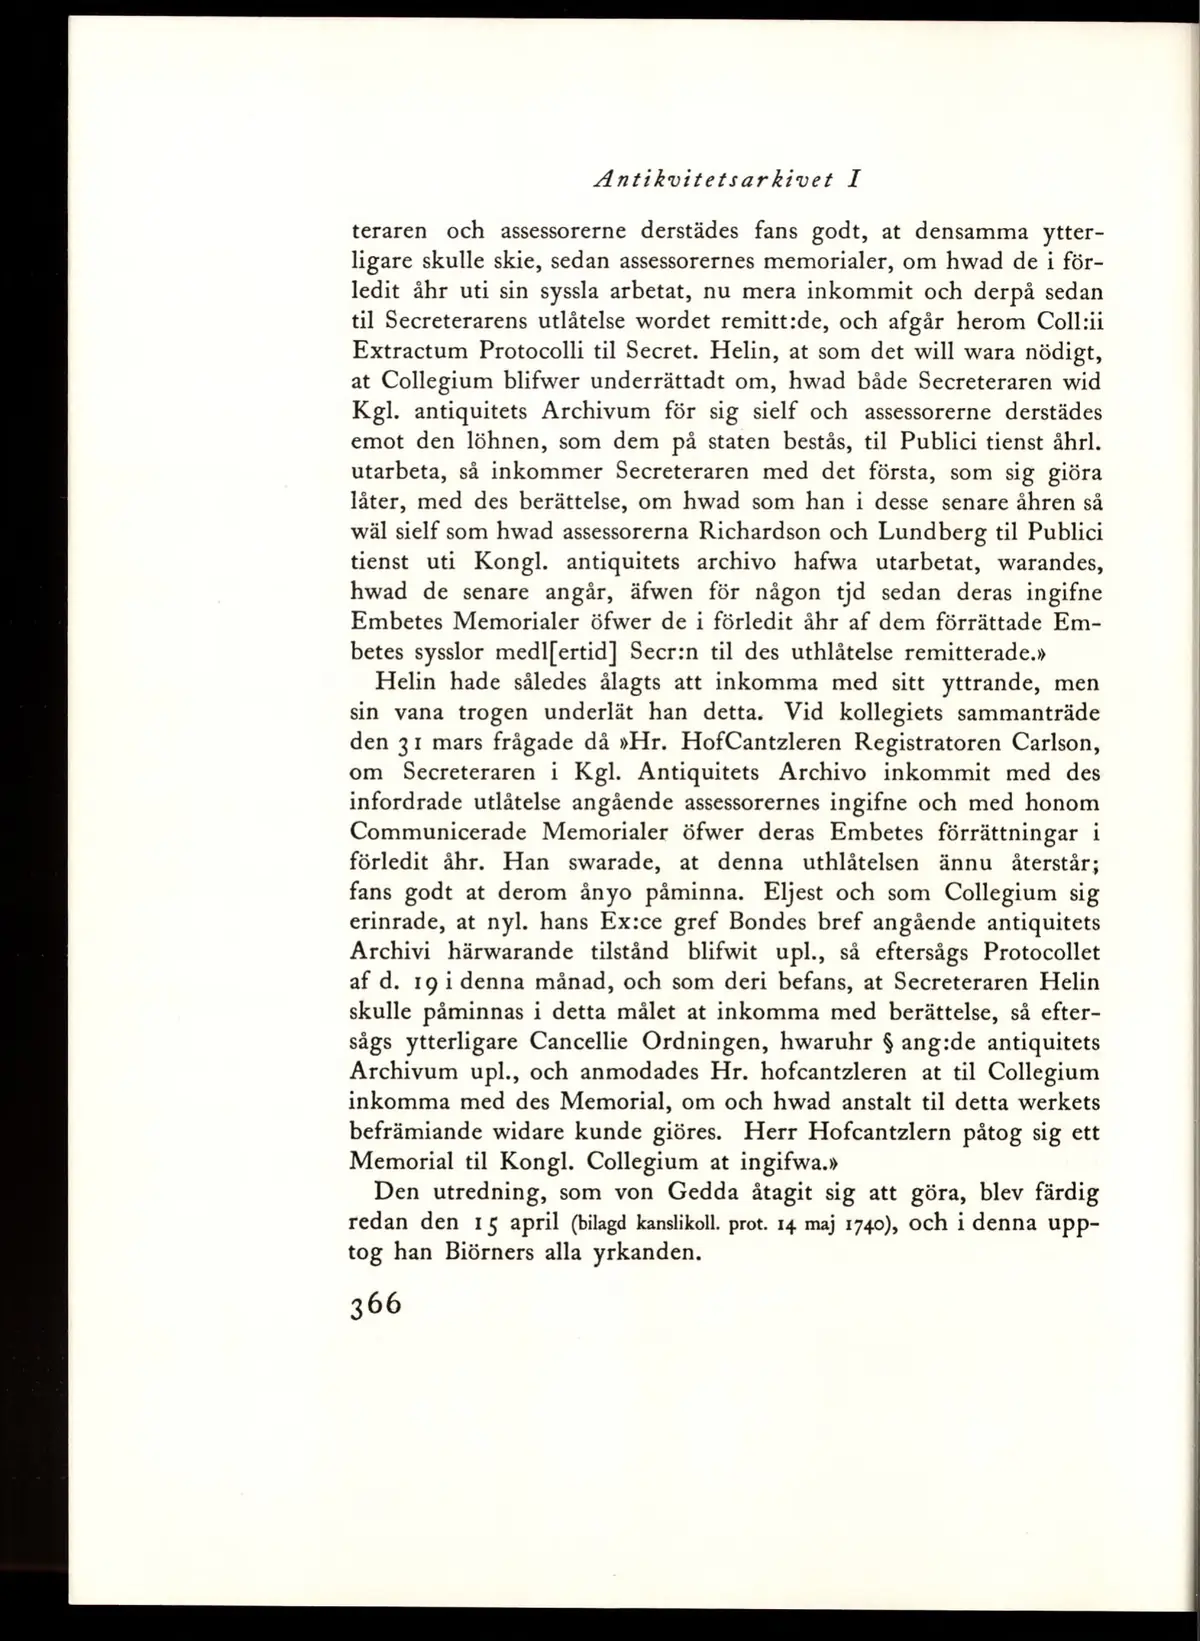 Antikvitetsarkivet I
teraren och assessorerne derstädes fans godt, at densamma ytter-
ligare skulle skie, sedan assessorernes memorialer, om hwad de i för-
ledit åhr uti sin syssla arbetat, nu mera inkommit och derpå sedan
til Secreterarens utlåtelse wordet remitt:de, och afgår herom Coll:ii
Extractum Protocolli til Secret. Helin, at som det will wara nödigt,
at Collegium blifwer underrättadt om, hwad både Secreteraren wid
Kgl. antiquitets Archivum för sig sielf och assessorerne derstädes
emot den löhnen, som dem på staten bestås, til Publici tienst åhrl.
utarbeta, så inkommer Secreteraren med det första, som sig giöra
låter, med des berättelse, om hwad som han i desse senare åhren så
wäl sielf som hwad assessorerna Richardson och Lundberg til Publici
tienst uti Kongl. antiquitets archivo hafwa utarbetat, warandes,
hwad de senare angår, äfwen för någon tjd sedan deras ingifne
Embetes Memorialer öfwer de i förledit åhr af dem förrättade Em-
betes sysslor medl[ertid] Secr:n til des uthlåtelse remitterade.»
Helin hade således ålagts att inkomma med sitt yttrande, men
sin vana trogen underlät han detta. Vid kollegiets sammanträde
den 31 mars frågade då »Hr. HofCantzleren Registratoren Carlson,
om Secreteraren i Kgl. Antiquitets Archivo inkommit med des
infordrade utlåtelse angående assessorernes ingifne och med honom
Communicerade Memorialer öfwer deras Embetes förrättningar i
förledit åhr. Han swarade, at denna uthlåtelsen ännu återstår;
fans godt at derom ånyo påminna. Eljest och som Collegium sig
erinrade, at nyl. hans Ex:ce gref Bondes bref angående antiquitets
Archivi härwarande tilstånd blifwit upl., så eftersågs Protocollet
af d. 19 i denna månad, och som deri befans, at Secreteraren Helin
skulle påminnas i detta målet at inkomma med berättelse, så efter-
sågs ytterligare Cancellie Ordningen, hwaruhr § ang:de antiquitets
Archivum upl., och anmodades Hr. hofcantzleren at til Collegium
inkomma med des Memorial, om och hwad anstalt til detta werkets
befrämiande widare kunde giöres. Herr Hofcantzlern påtog sig ett
Memorial til Kongl. Collegium at ingifwa.»
Den utredning, som von Gedda åtagit sig att göra, blev färdig
redan den 15 april (bilagd kanslikoll. prot. 14 maj 1740), och i denna upp-
tog han Biörners alla yrkanden.
366